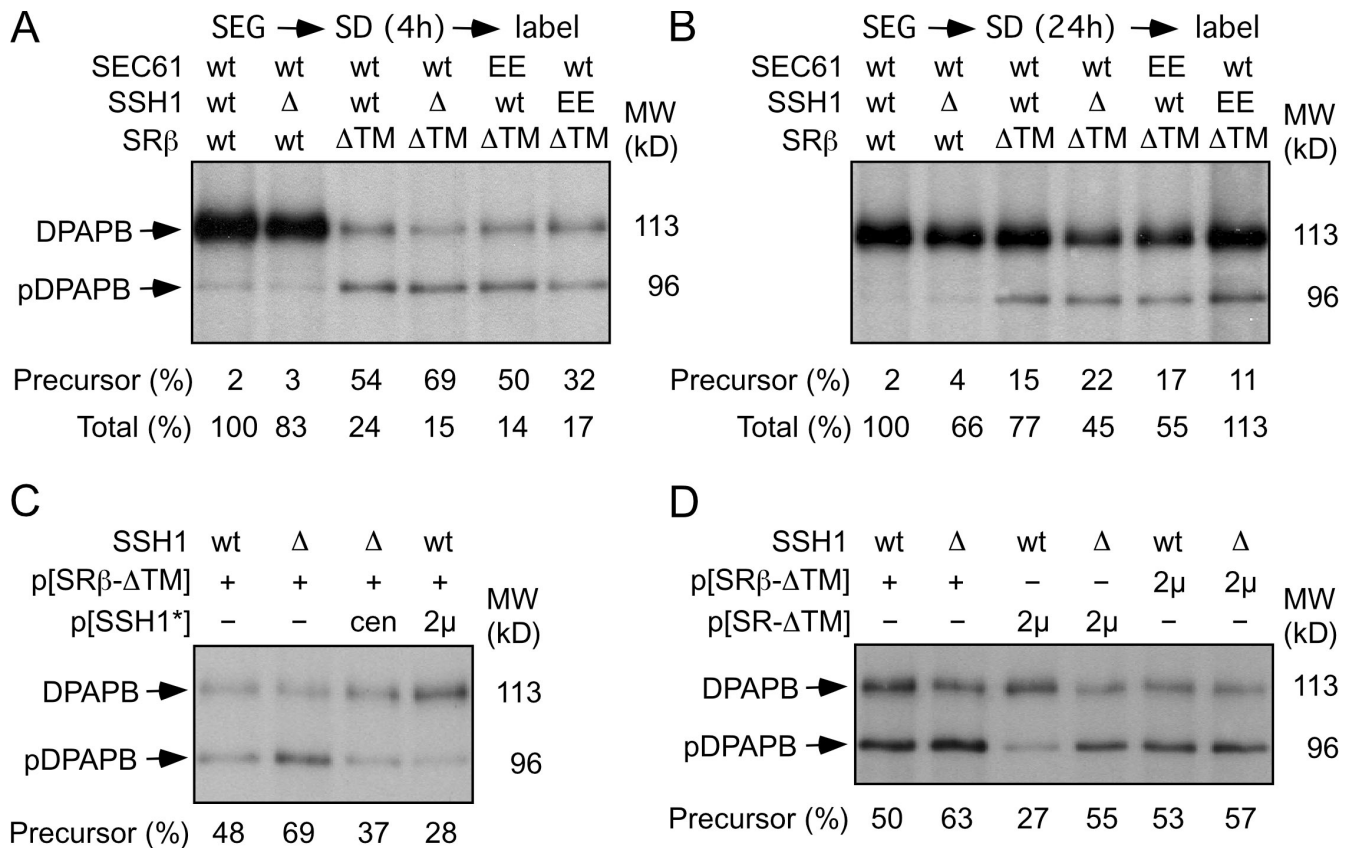 A
SEG → SD (4h) → label
SEC61 wt wt wt wt EE wt
SSH1 wt Δ wt Δ wt EE
SRβ wt wt ΔTM ΔTM ΔTM ΔTM
MW
(kD)
DPAPB 113
pDPAPB 96
Precursor (%) 2 3 54 69 50 32
Total (%) 100 83 24 15 14 17
B
SEG → SD (24h) → label
SEC61 wt wt wt wt EE wt
SSH1 wt Δ wt Δ wt EE
SRβ wt wt ΔTM ΔTM ΔTM ΔTM
MW
(kD)
113
96
Precursor (%) 2 4 15 22 17 11
Total (%) 100 66 77 45 55 113
C
SSH1 wt Δ Δ wt
p[SRβ-ΔTM] + + + +
p[SSH1*] – – cen 2μ
MW
(kD)
DPAPB 113
pDPAPB 96
Precursor (%) 48 69 37 28
D
SSH1 wt Δ wt Δ wt Δ
p[SRβ-ΔTM] + + – – 2μ 2μ
p[SR-ΔTM] – – 2μ 2μ – –
MW
(kD)
DPAPB 113
pDPAPB 96
Precursor (%) 50 63 27 55 53 57